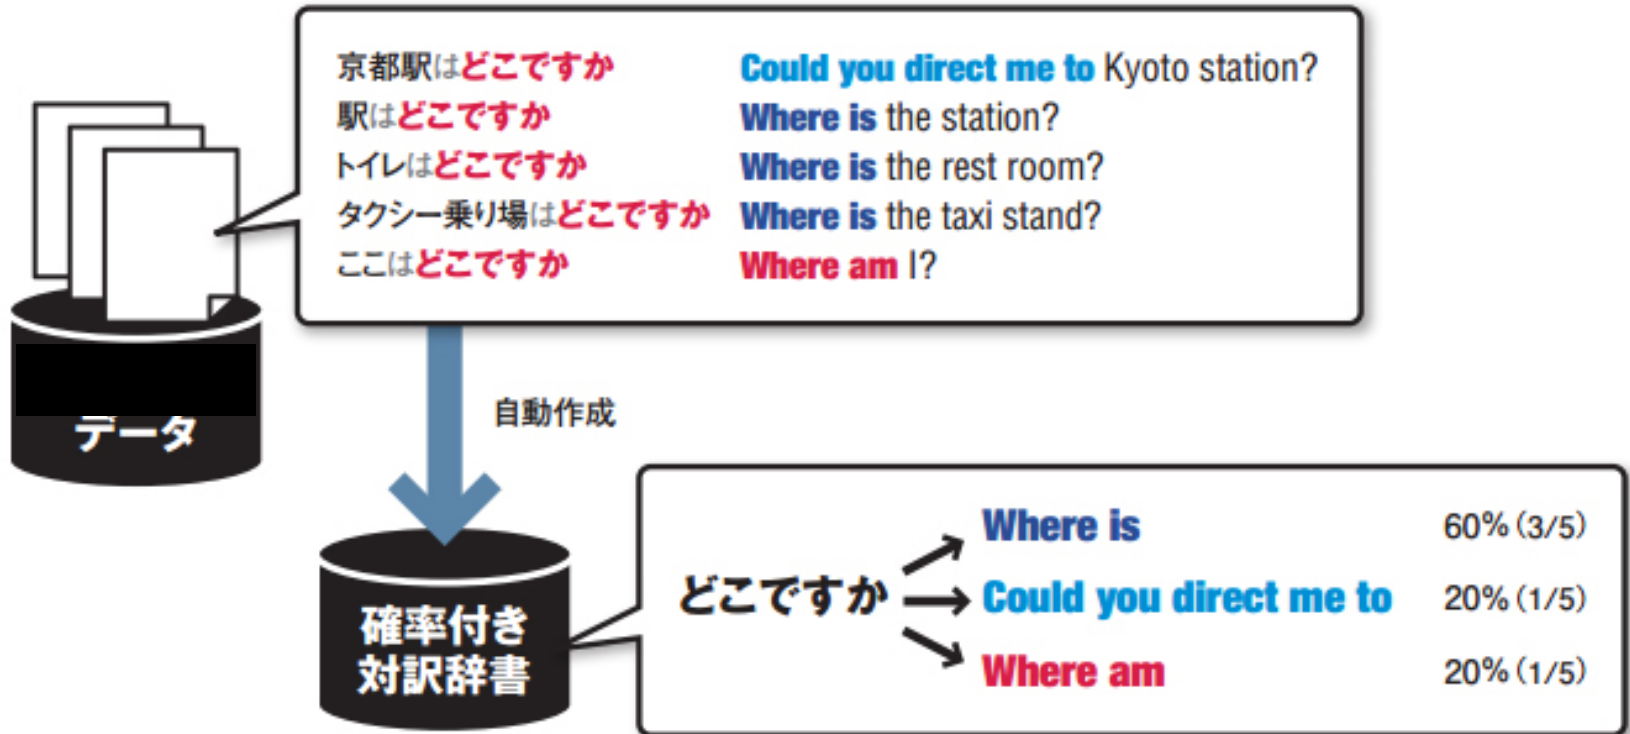 京都駅はどこですか Could you direct me to Kyoto station?
駅はどこですか Where is the station?
トイレはどこですか Where is the rest room?
タクシー乗り場はどこですか Where is the taxi stand?
ここはどこですか Where am I?
データ
自動作成
確率付き
対訳辞書
どこですか
Where is 60% (3/5)
Could you direct me to 20% (1/5)
Where am 20% (1/5)